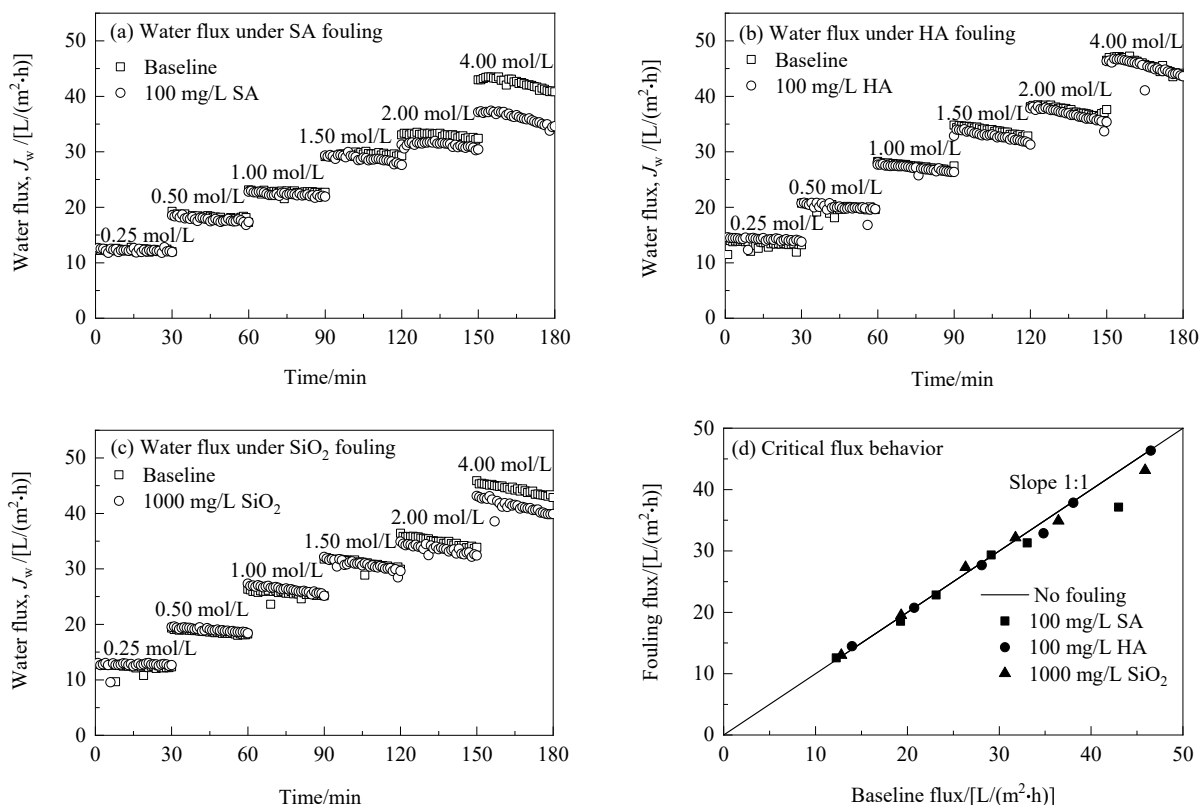 (a) Water flux under SA fouling
Baseline
100 mg/L SA
0.25 mol/L
0.50 mol/L
1.00 mol/L
1.50 mol/L
2.00 mol/L
4.00 mol/L
50
40
30
20
10
0
0 30 60 90 120 150 180
Water flux, Jw /[L/(m²·h)]
Time/min
(b) Water flux under HA fouling
Baseline
100 mg/L HA
0.25 mol/L
0.50 mol/L
1.00 mol/L
1.50 mol/L
2.00 mol/L
4.00 mol/L
50
40
30
20
10
0
0 30 60 90 120 150 180
Water flux, Jw /[L/(m²·h)]
Time/min
(c) Water flux under SiO₂ fouling
Baseline
1000 mg/L SiO₂
0.25 mol/L
0.50 mol/L
1.00 mol/L
1.50 mol/L
2.00 mol/L
4.00 mol/L
50
40
30
20
10
0
0 30 60 90 120 150 180
Water flux, Jw /[L/(m²·h)]
Time/min
(d) Critical flux behavior
Slope 1:1
No fouling
100 mg/L SA
100 mg/L HA
1000 mg/L SiO₂
50
40
30
20
10
0
0 10 20 30 40 50
Fouling flux/[L/(m²·h)]
Baseline flux/[L/(m²·h)]